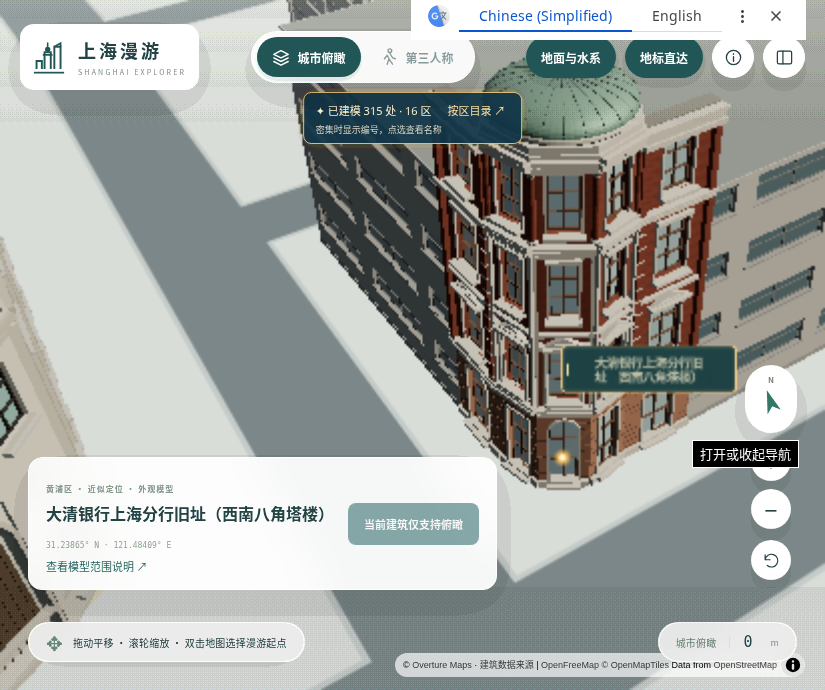 Chinese (Simplified)
English
上海漫游
SHANGHAI EXPLORER
城市俯瞰
第三人称
地面与水系
地标直达
✦ 已建模 315 处 · 16 区
按区目录 ↗
密集时显示编号，点选查看名称
大清银行上海分行旧
址 西南八角塔楼）
N
打开或收起导航
黄浦区 · 近似定位 · 外观模型
大清银行上海分行旧址（西南八角塔楼）
当前建筑仅支持俯瞰
31.23865° N · 121.48409° E
查看模型范围说明 ↗
拖动平移 · 滚轮缩放 · 双击地图选择漫游起点
城市俯瞰
0 m
© Overture Maps · 建筑数据来源 | OpenFreeMap © OpenMapTiles Data from OpenStreetMap